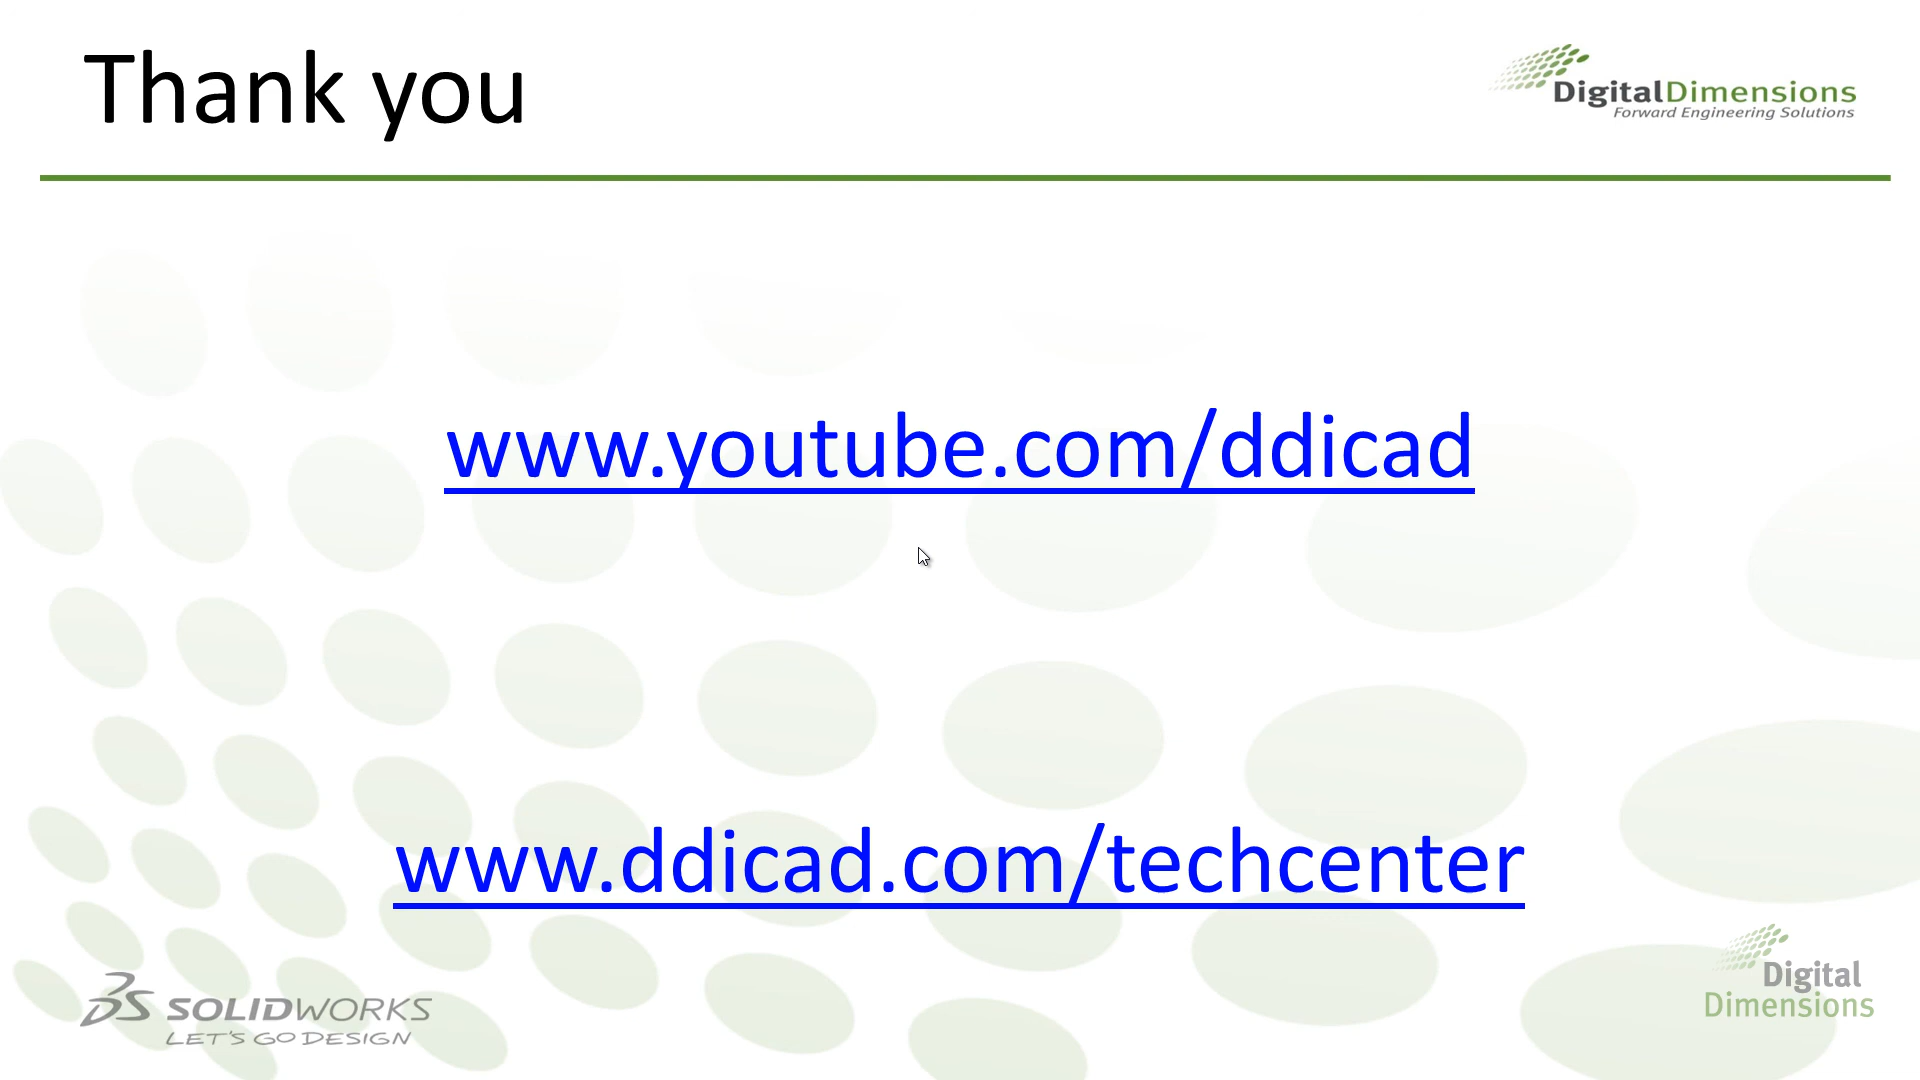 Thank you
DigitalDimensions
Forward Engineering Solutions
www.youtube.com/ddicad
www.ddicad.com/techcenter
SOLIDWORKS
LET'S GO DESIGN
Digital
Dimensions